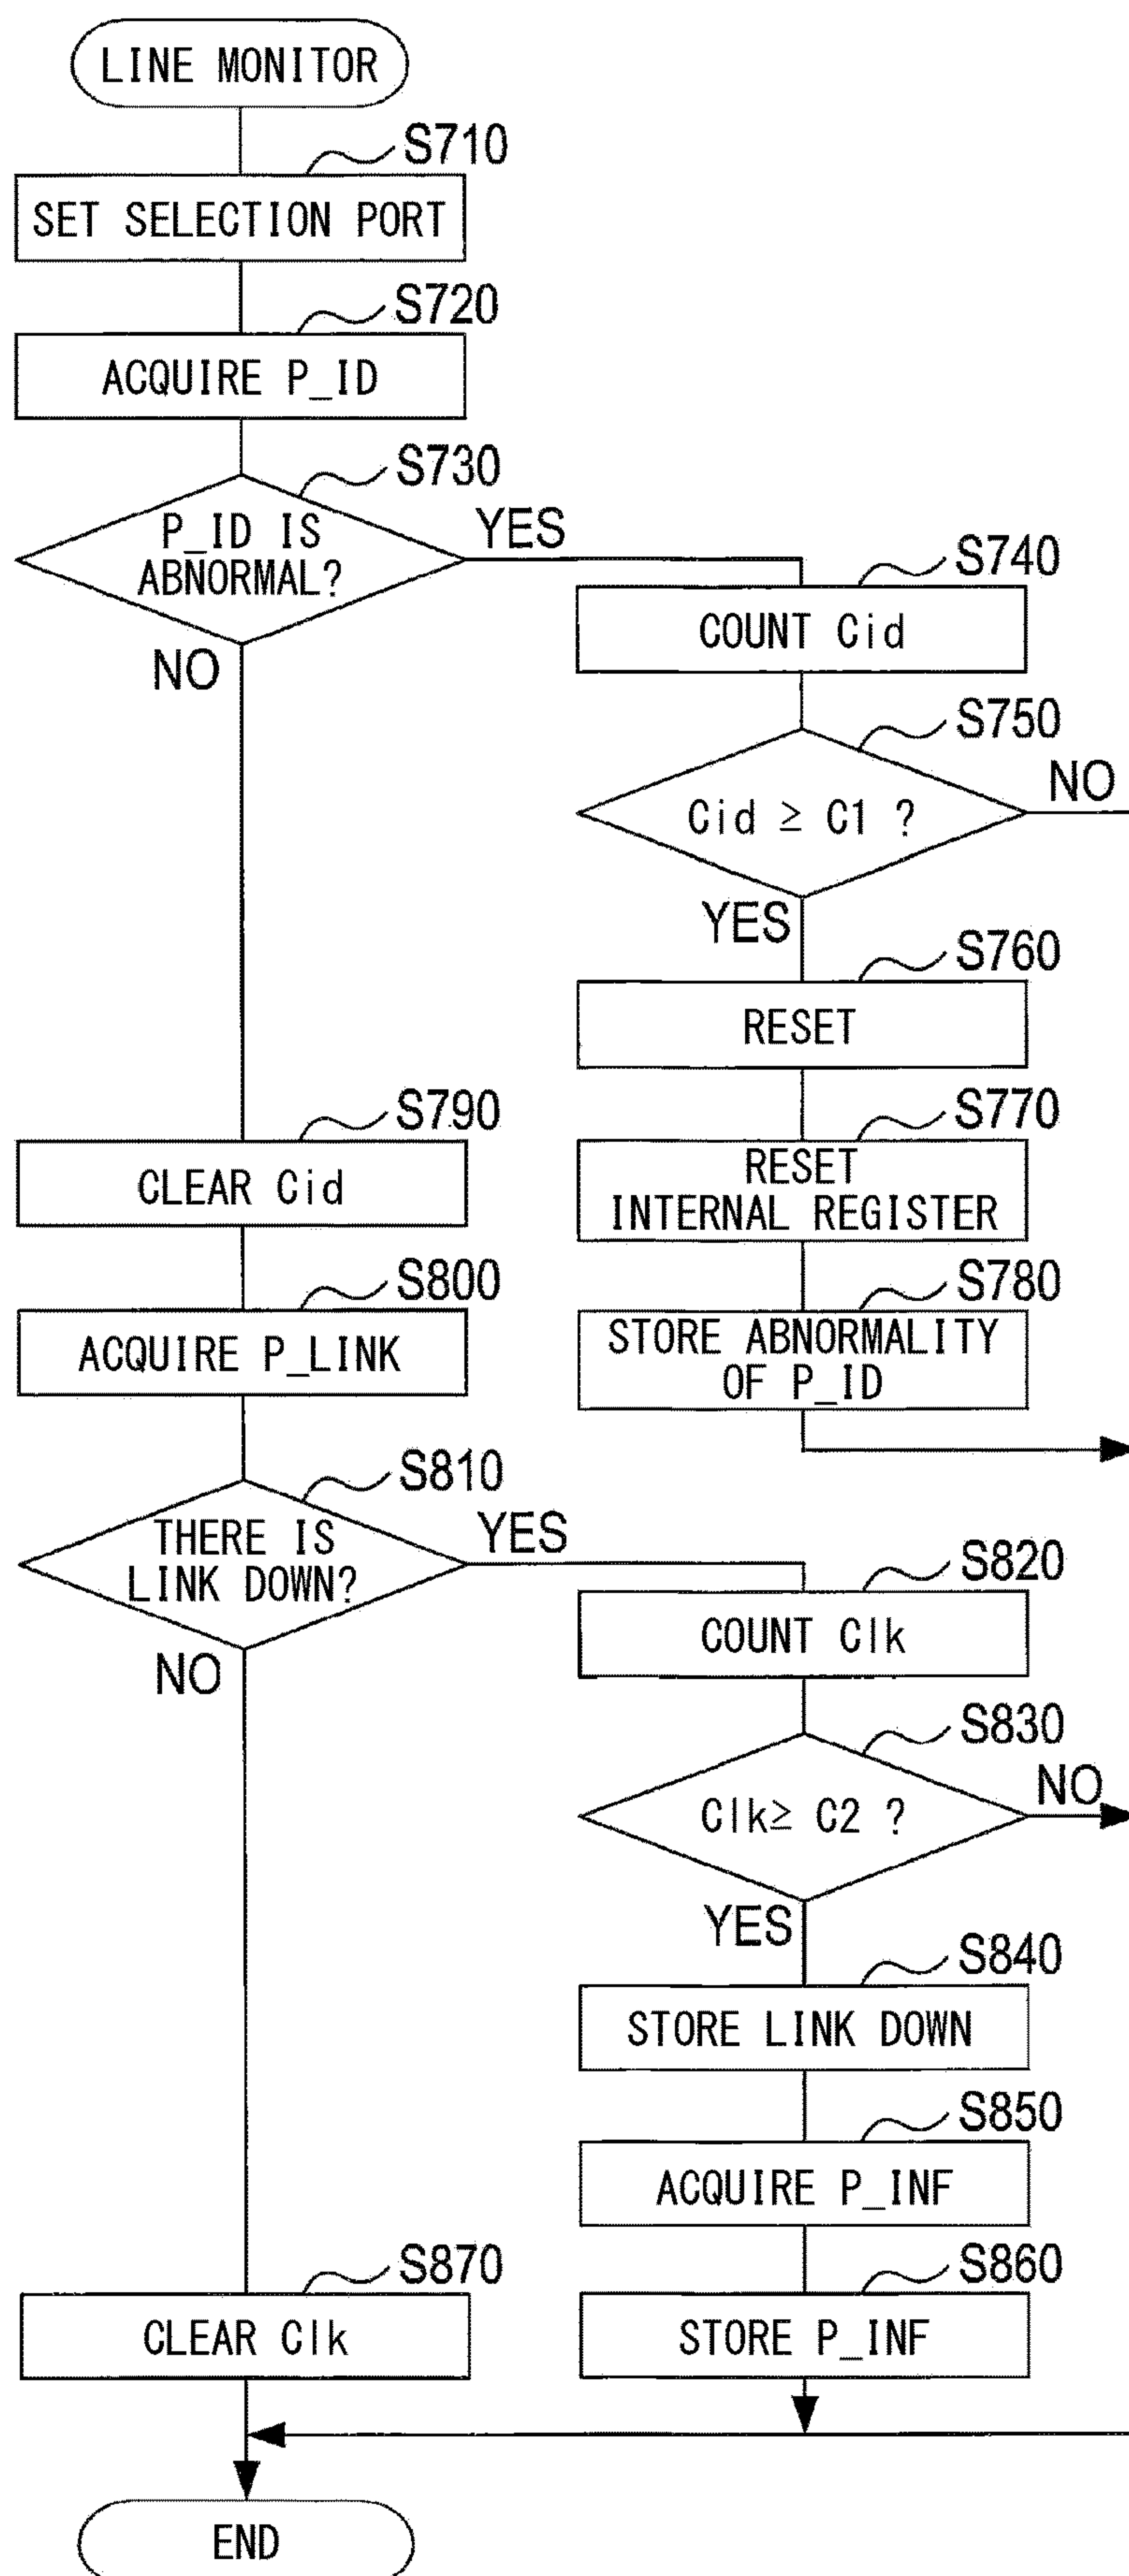 LINE MONITOR
S710
SET SELECTION PORT
S720
ACQUIRE P_ID
S730
P_ID IS
ABNORMAL?
YES
NO
S740
COUNT Cid
S750
Cid ≥ C1 ?
NO
YES
S760
RESET
S770
RESET
INTERNAL REGISTER
S780
STORE ABNORMALITY
OF P_ID
S790
CLEAR Cid
S800
ACQUIRE P_LINK
S810
THERE IS
LINK DOWN?
YES
NO
S820
COUNT Clk
S830
Clk≥ C2 ?
NO
YES
S840
STORE LINK DOWN
S850
ACQUIRE P_INF
S860
STORE P_INF
S870
CLEAR Clk
END